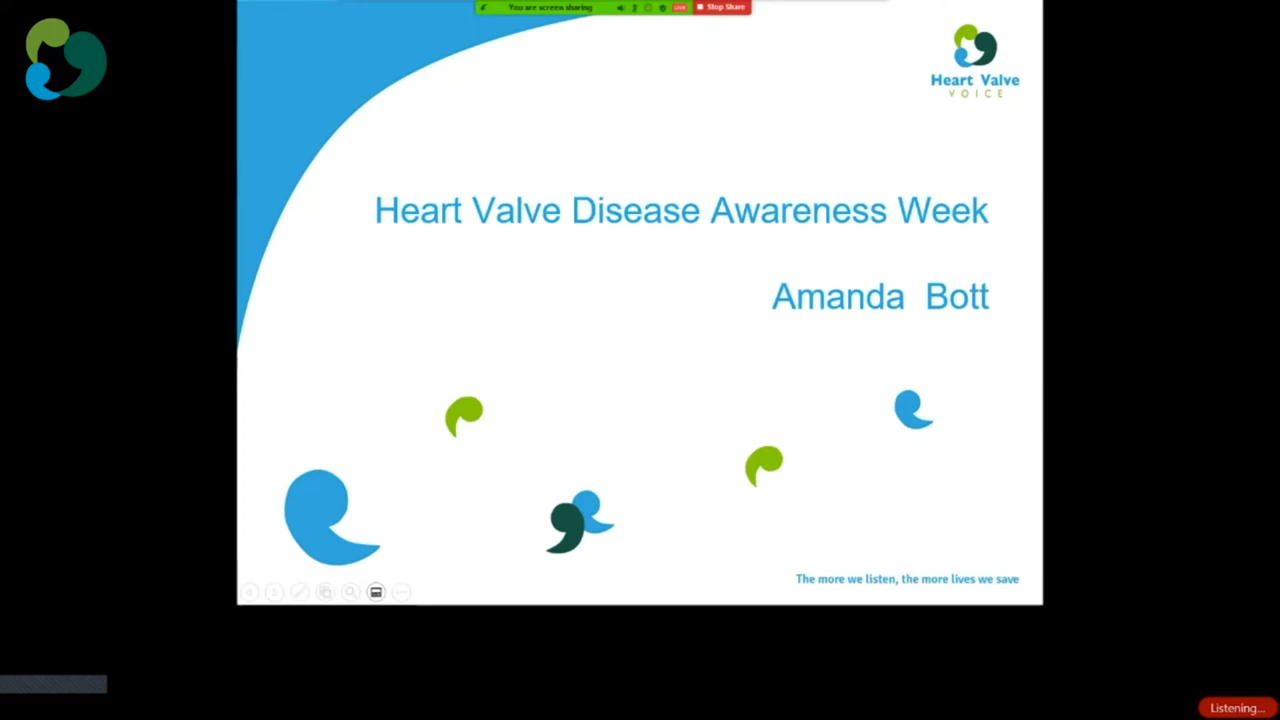 You are screen sharing
LIVE
Stop Share
Heart Valve
VOICE
Heart Valve Disease Awareness Week
Amanda Bott
The more we listen, the more lives we save
Listening...